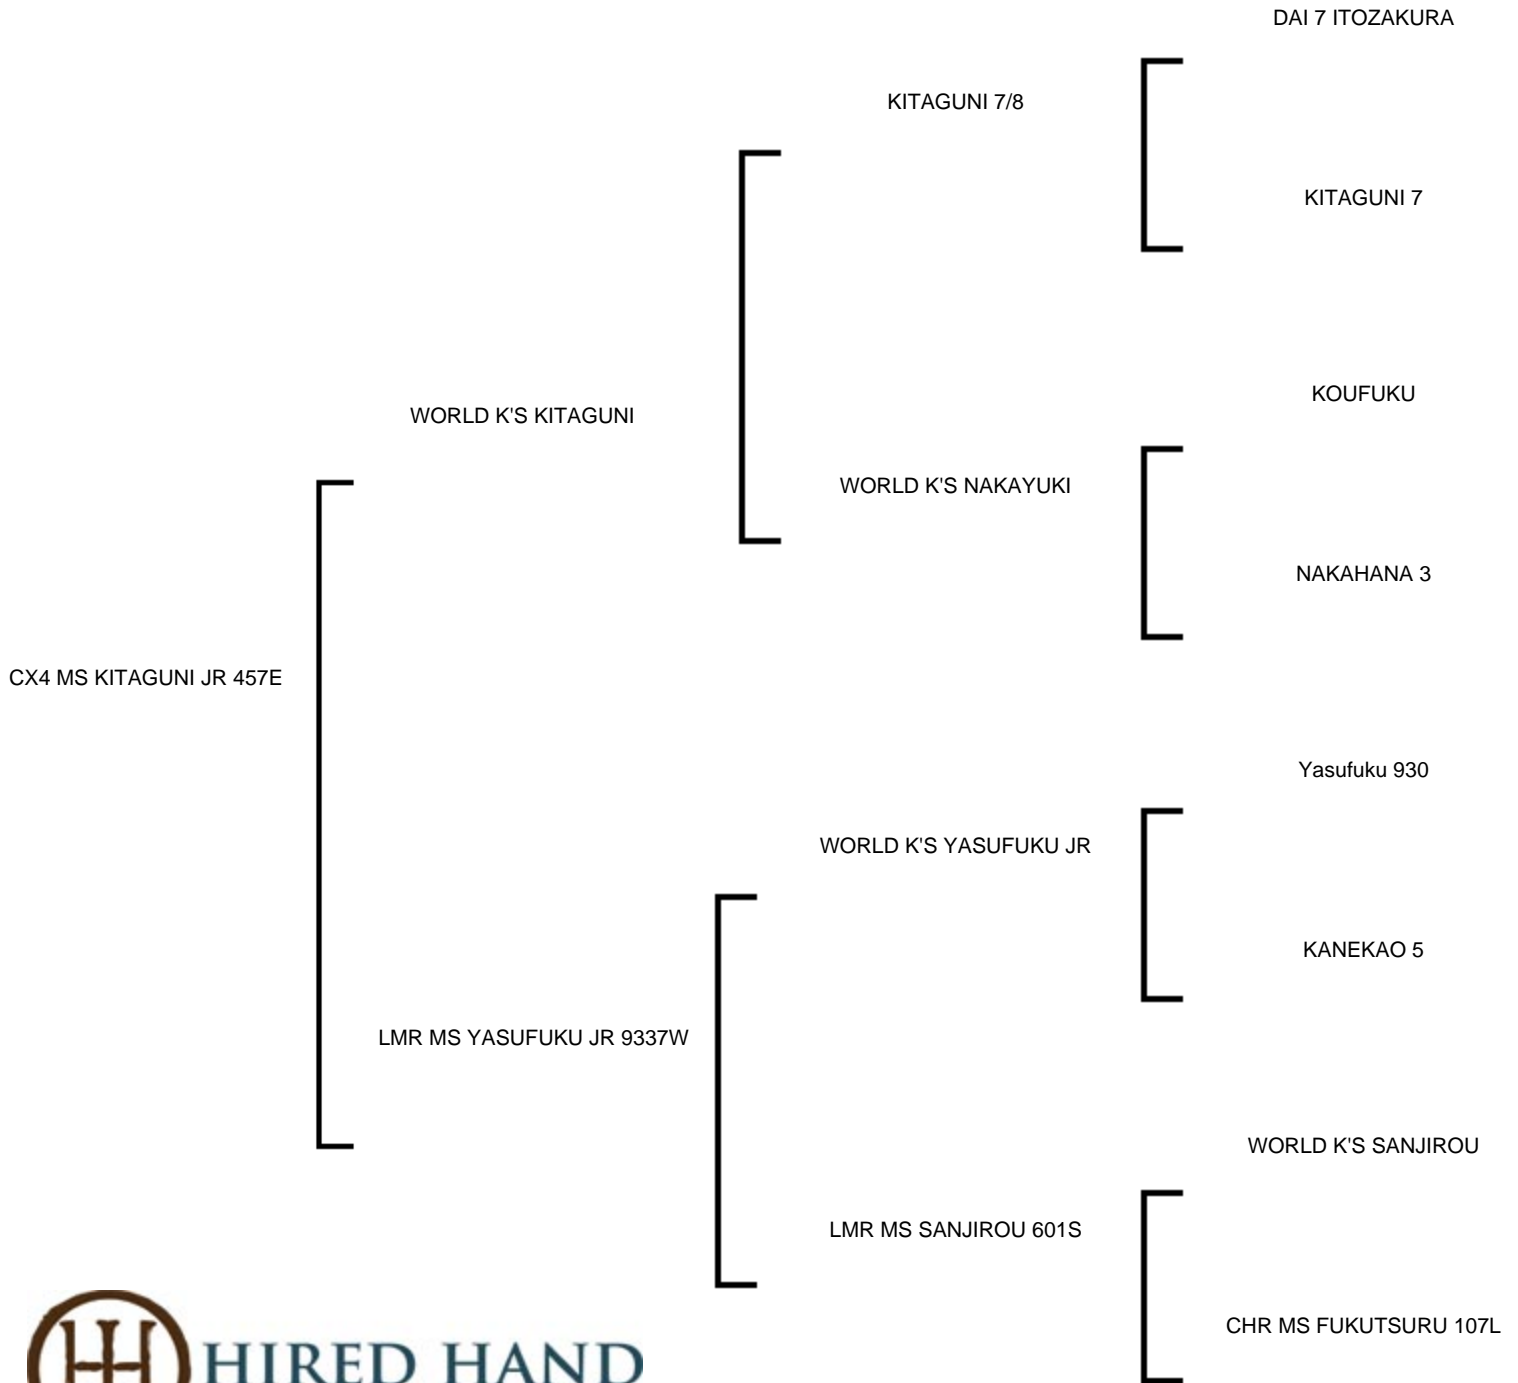 DAI 7 ITOZAKURA
KITAGUNI 7/8
KITAGUNI 7
KOUFUKU
WORLD K'S KITAGUNI
WORLD K'S NAKAYUKI
NAKAHANA 3
CX4 MS KITAGUNI JR 457E
Yasufuku 930
WORLD K'S YASUFUKU JR
KANEKAO 5
LMR MS YASUFUKU JR 9337W
WORLD K'S SANJIROU
LMR MS SANJIROU 601S
CHR MS FUKUTSURU 107L
HIRED HAND